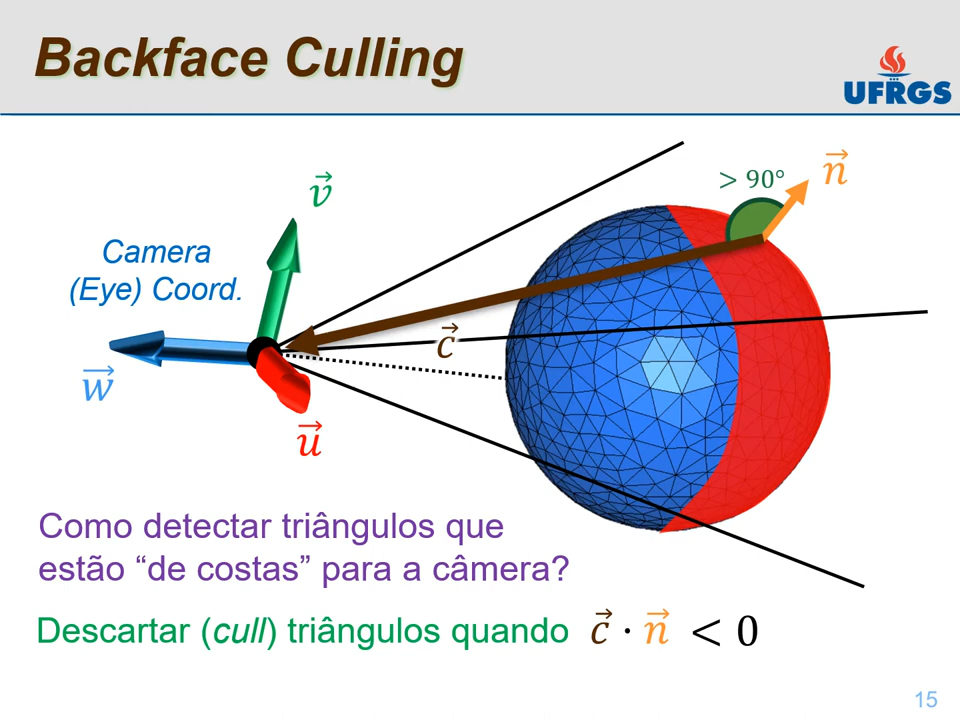 Backface Culling
UFRGS
> 90°
n⃗
v⃗
Camera
(Eye) Coord.
c⃗
w⃗
u⃗
Como detectar triângulos que
estão “de costas” para a câmera?
Descartar (cull) triângulos quando c⃗ · n⃗ < 0
15